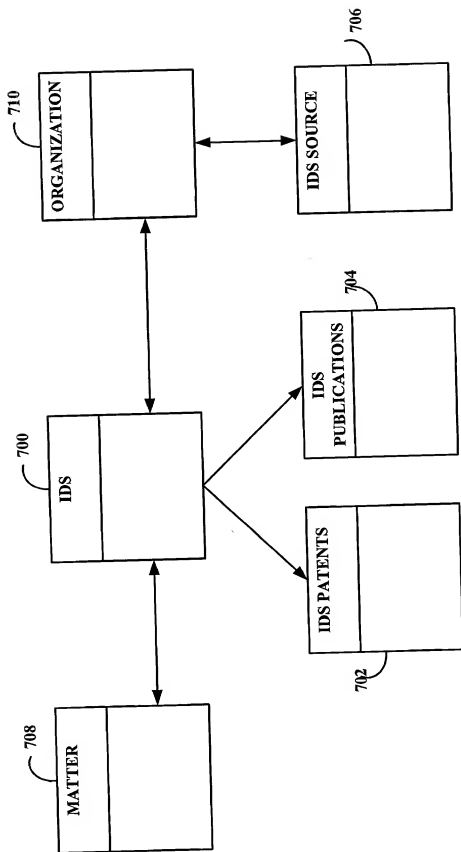 708
MATTER
700
IDS
710
ORGANIZATION
IDS PATENTS
702
IDS
PUBLICATIONS
704
IDS SOURCE
706